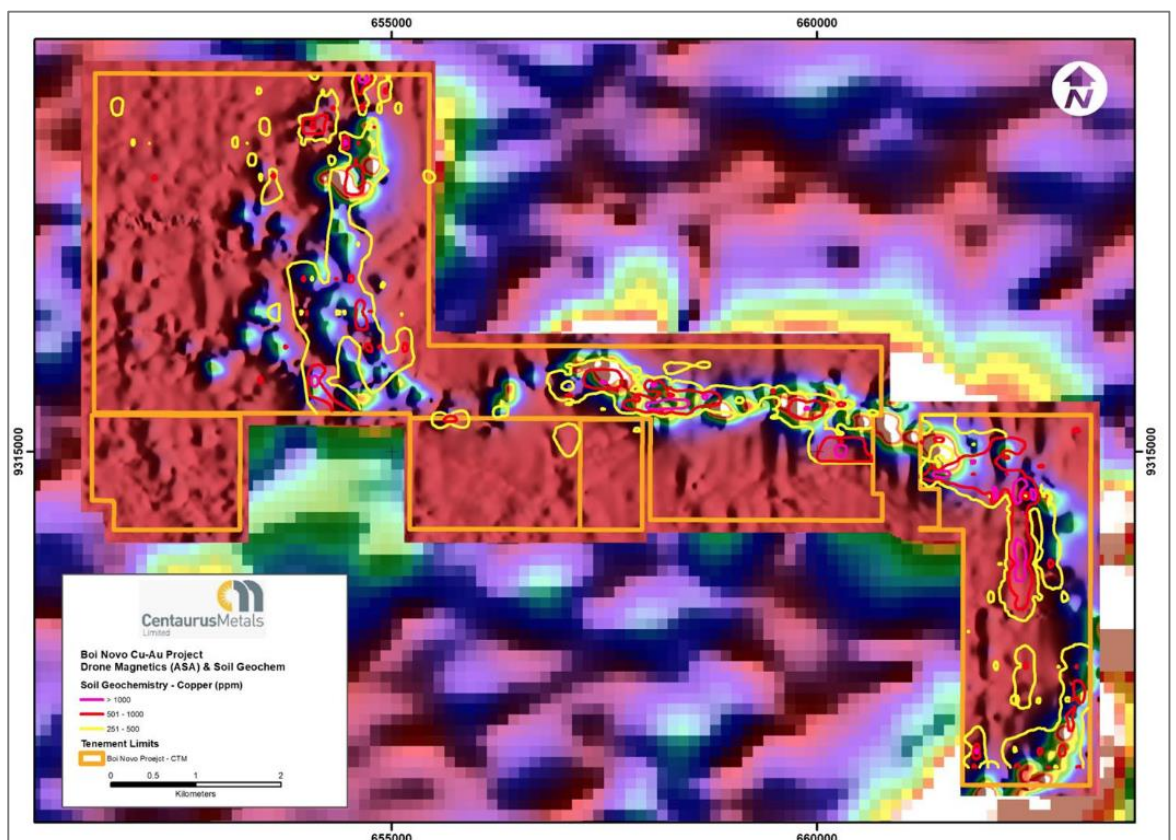 655000
660000
N
9315000
9315000
CentaurusMetals
Limited
Boi Novo Cu-Au Project
Drone Magnetics (ASA) & Soil Geochem
Soil Geochemistry - Copper (ppm)
> 1000
501 - 1000
251 - 500
Tenement Limits
Boi Novo Proejct - CTM
0 0.5 1 2
Kilometers
655000
660000